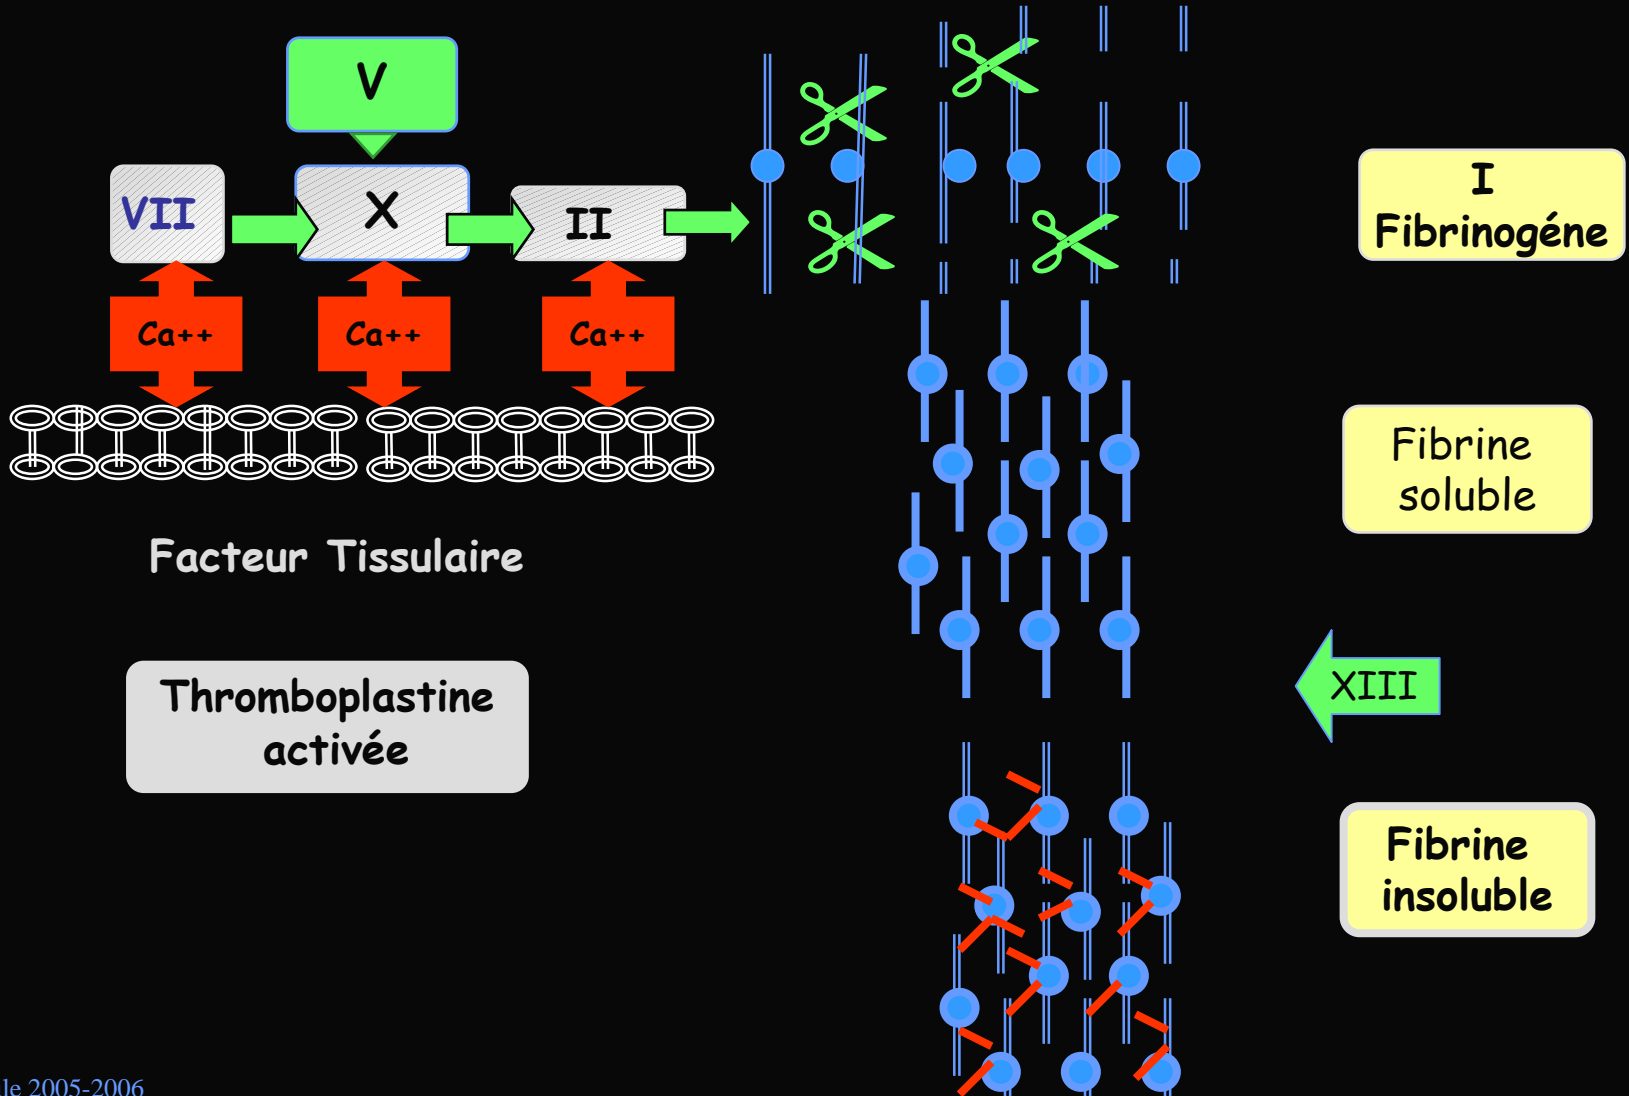 V
VII
X
II
Ca++
Ca++
Ca++
I
Fibrinogéne
Fibrine
soluble
Facteur Tissulaire
Thromboplastine
activée
XIII
Fibrine
insoluble
le 2005-2006